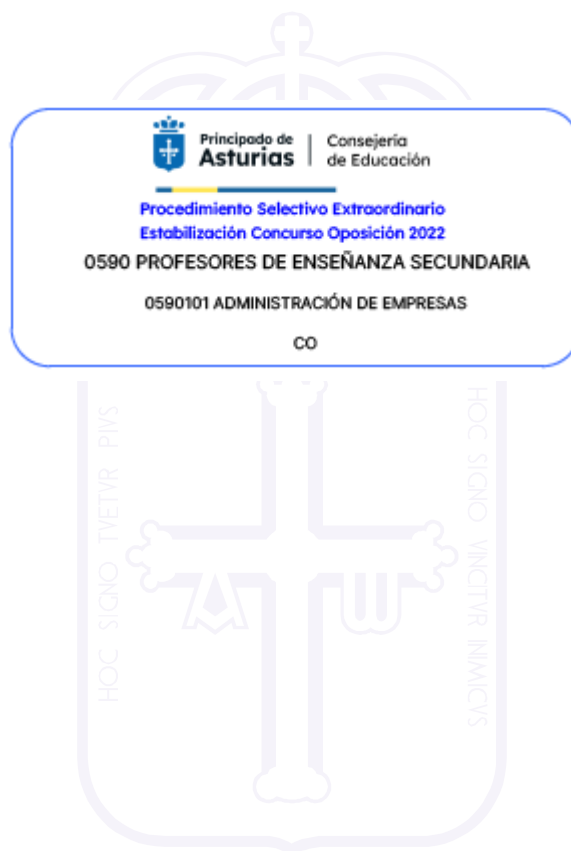 Principado de
Asturias
Consejería
de Educación
Procedimiento Selectivo Extraordinario
Estabilización Concurso Oposición 2022
0590 PROFESORES DE ENSEÑANZA SECUNDARIA
0590101 ADMINISTRACIÓN DE EMPRESAS
CO
HOC SIGNO TVETVR PIVS
HOC SIGNO VINCITVR INIMICVS
A W